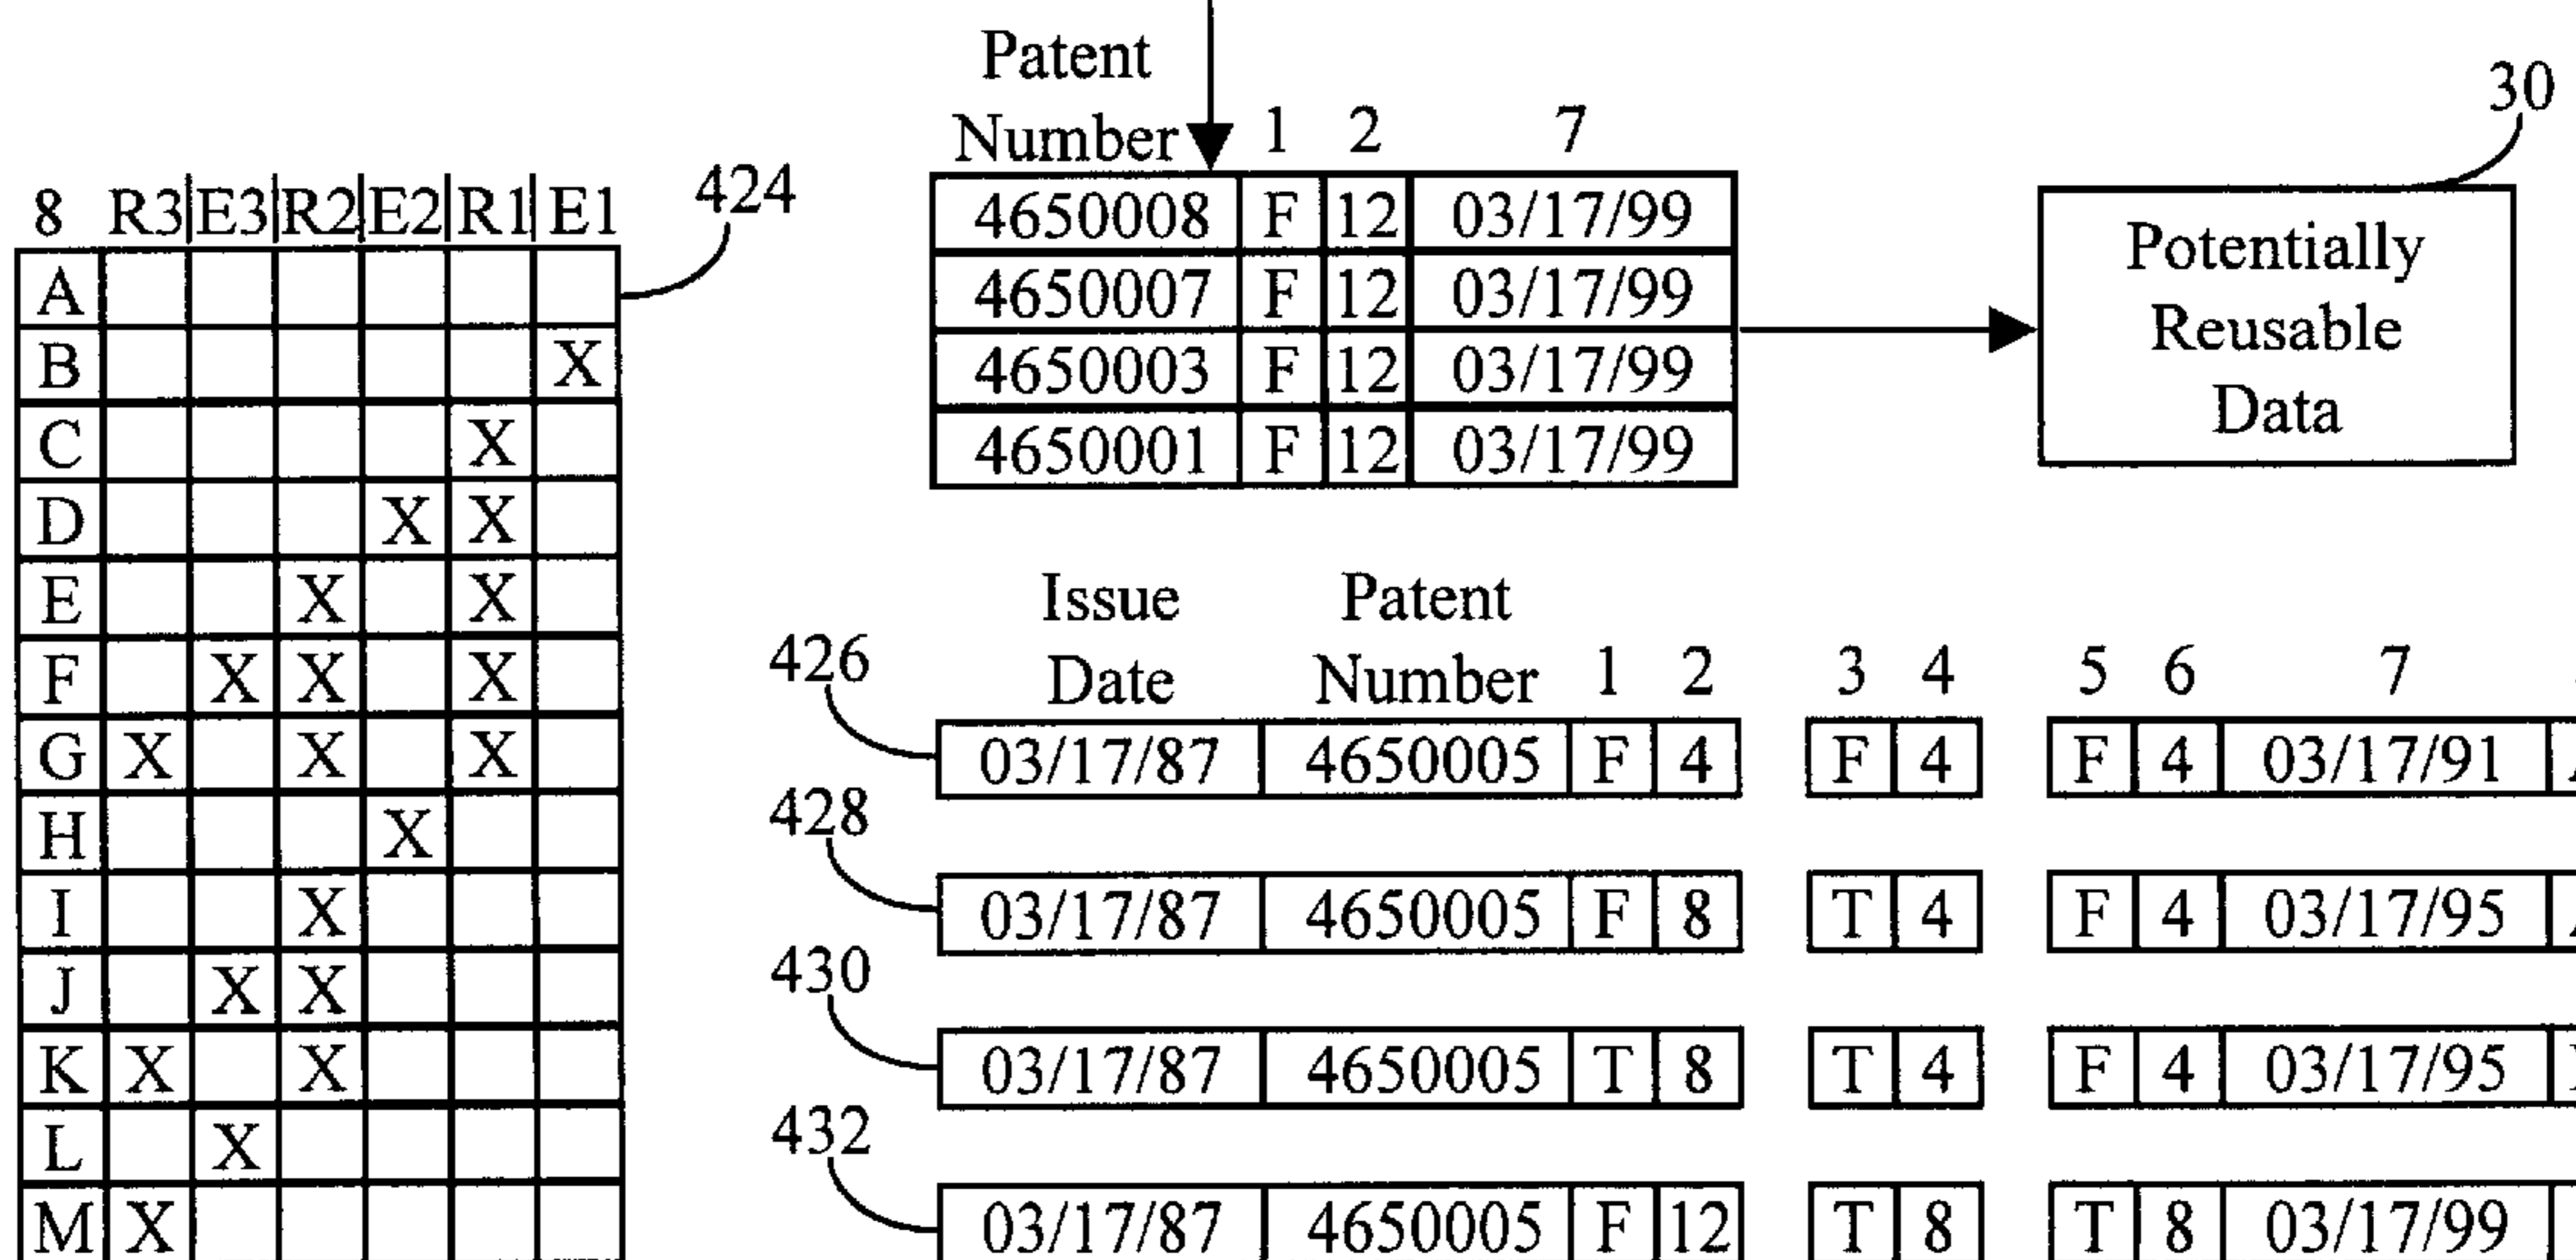 8 R3 E3 R2 E2 R1 E1
424
A
B X
C X
D X X
E X X
F X X X
G X X X
H X
I X
J X X
K X X
L X
M X
Patent
Number 1 2 7
4650008 F 12 03/17/99
4650007 F 12 03/17/99
4650003 F 12 03/17/99
4650001 F 12 03/17/99
30
Potentially
Reusable
Data
Issue Patent
Date Number 1 2 3 4 5 6 7
426
03/17/87 4650005 F 4 F 4 F 4 03/17/91
428
03/17/87 4650005 F 8 T 4 F 4 03/17/95
430
03/17/87 4650005 T 8 T 4 F 4 03/17/95
432
03/17/87 4650005 F 12 T 8 T 8 03/17/99